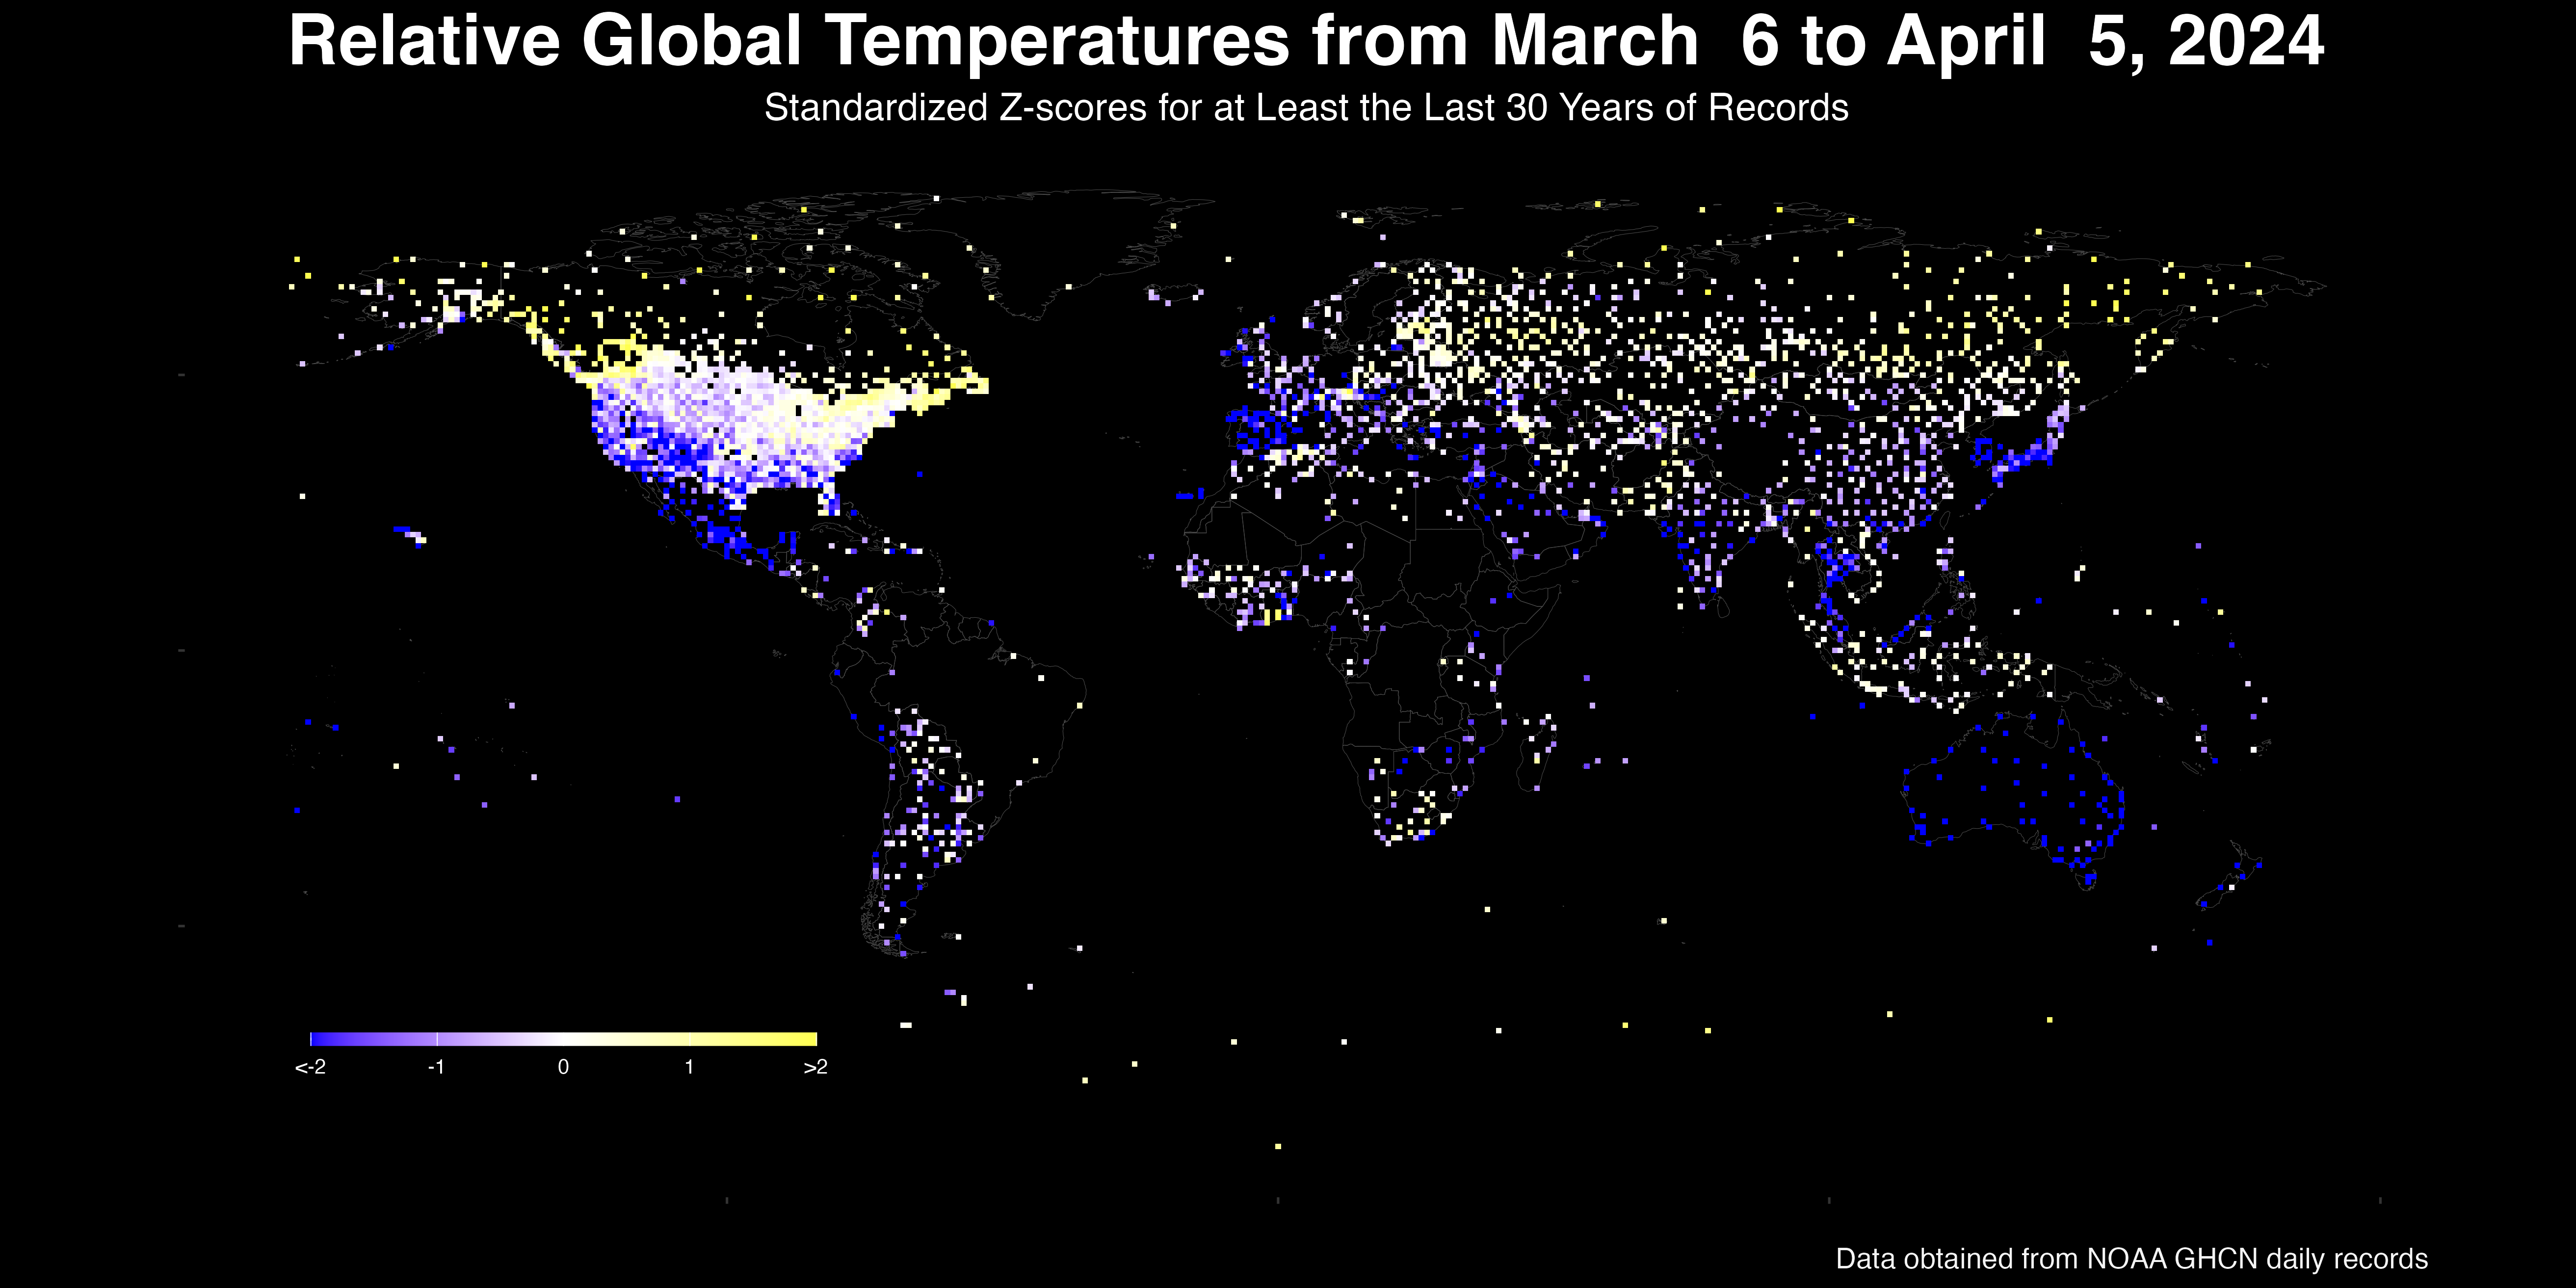 Relative Global Temperatures from March  6 to April  5, 2024
Standardized Z-scores for at Least the Last 30 Years of Records
<-2 -1 0 1 >2
Data obtained from NOAA GHCN daily records